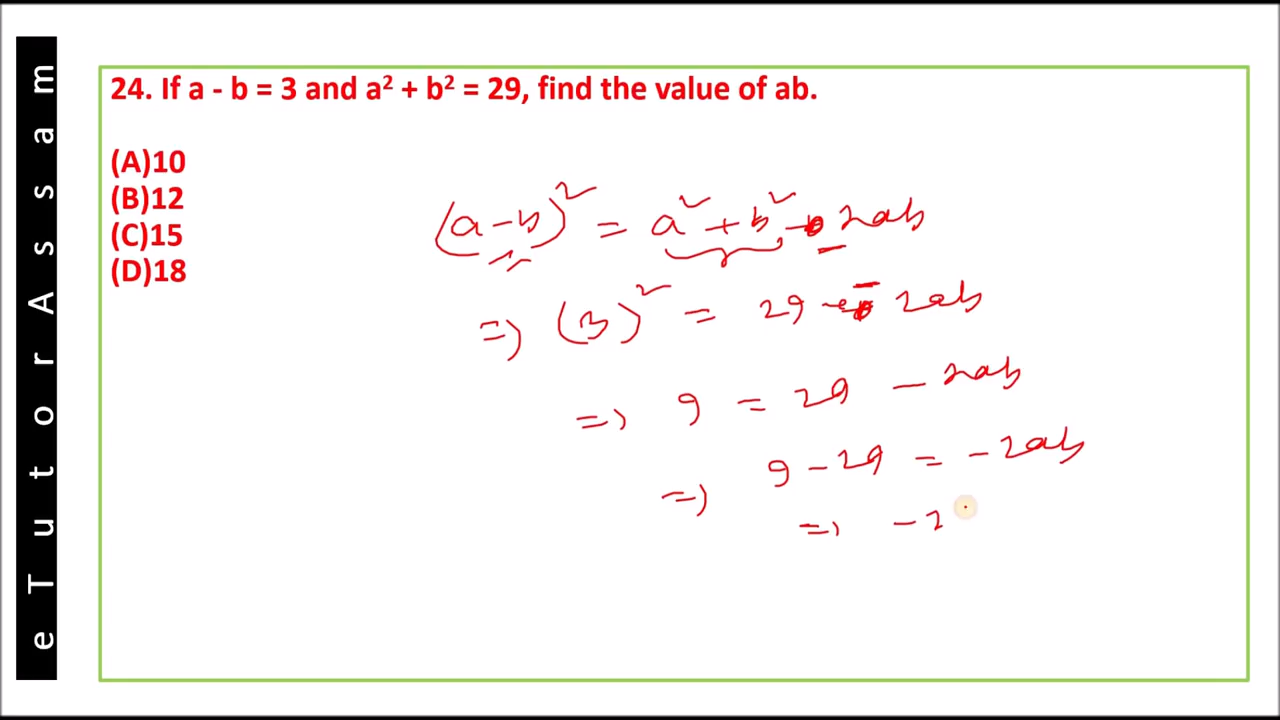 24. If a - b = 3 and a² + b² = 29, find the value of ab.
(A)10
(B)12
(C)15
(D)18
(a-b)² = a² + b² - 2ab
=> (3)² = 29 - 2ab
=> 9 = 29 - 2ab
=> 9 - 29 = - 2ab
=> - 2
eTutorAssam